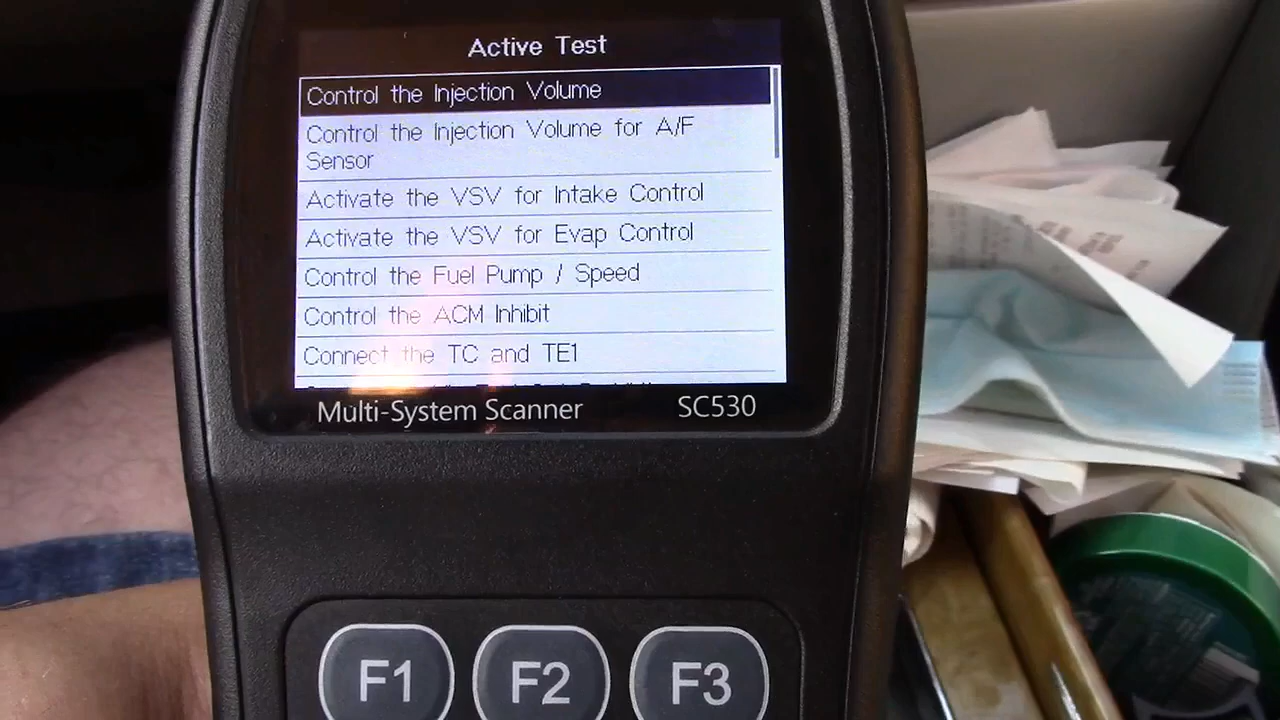 Active Test
Control the Injection Volume
Control the Injection Volume for A/F
Sensor
Activate the VSV for Intake Control
Activate the VSV for Evap Control
Control the Fuel Pump / Speed
Control the ACM Inhibit
Connect the TC and TE1
Multi-System Scanner SC530
F1 F2 F3